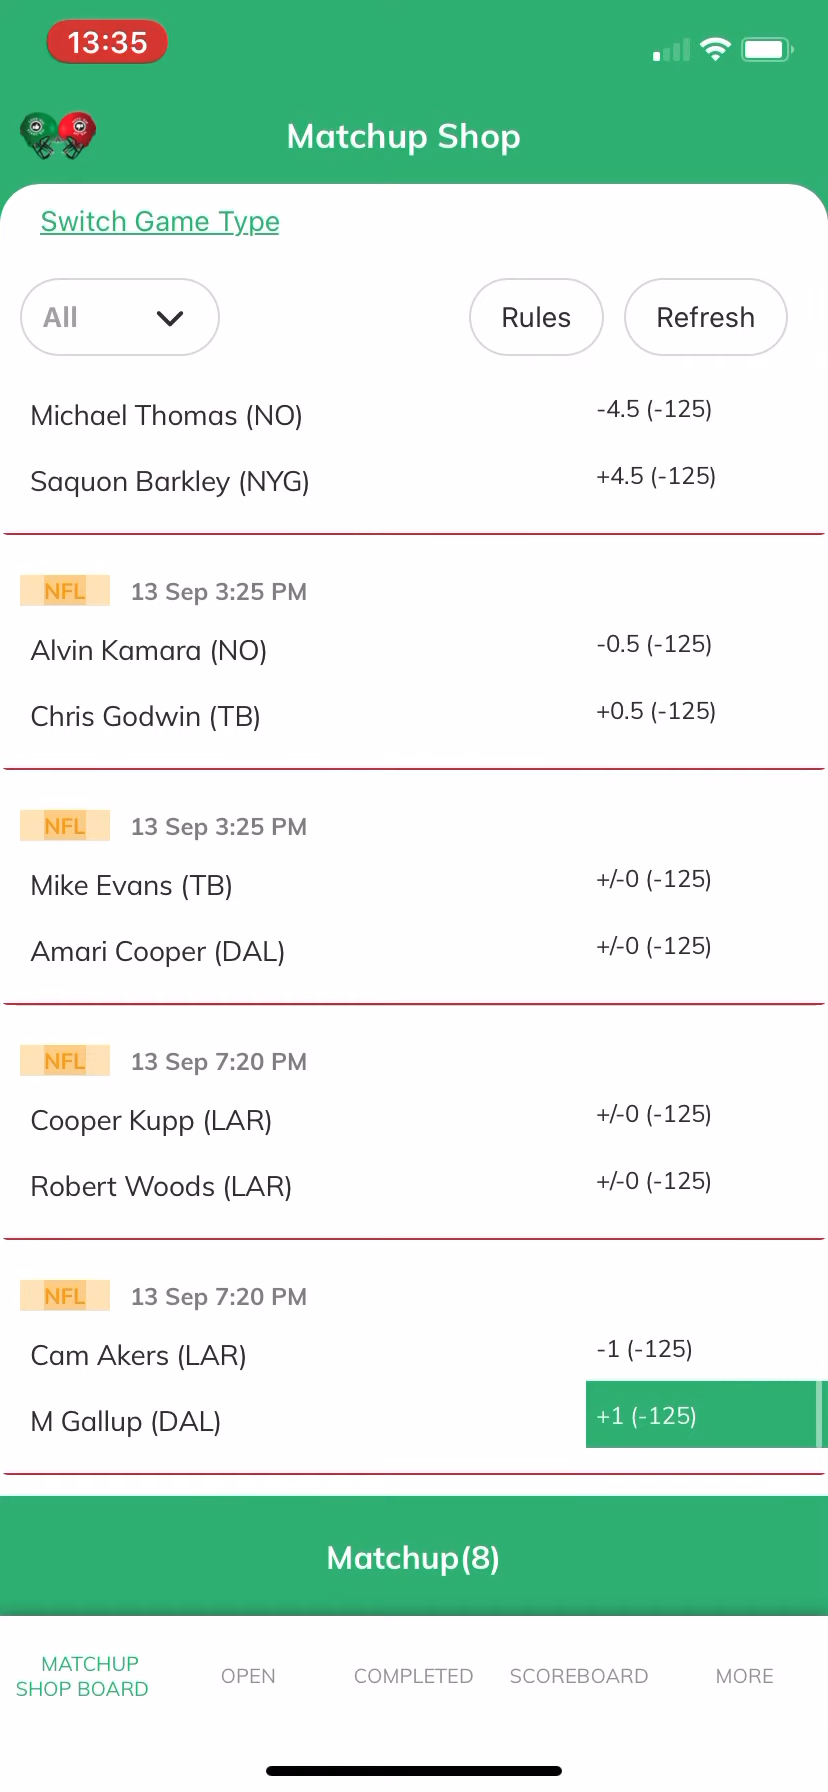 13:35
Matchup Shop
Switch Game Type
All
Rules
Refresh
Michael Thomas (NO) -4.5 (-125)
Saquon Barkley (NYG) +4.5 (-125)
NFL 13 Sep 3:25 PM
Alvin Kamara (NO) -0.5 (-125)
Chris Godwin (TB) +0.5 (-125)
NFL 13 Sep 3:25 PM
Mike Evans (TB) +/-0 (-125)
Amari Cooper (DAL) +/-0 (-125)
NFL 13 Sep 7:20 PM
Cooper Kupp (LAR) +/-0 (-125)
Robert Woods (LAR) +/-0 (-125)
NFL 13 Sep 7:20 PM
Cam Akers (LAR) -1 (-125)
M Gallup (DAL) +1 (-125)
Matchup(8)
MATCHUP
SHOP BOARD
OPEN
COMPLETED
SCOREBOARD
MORE